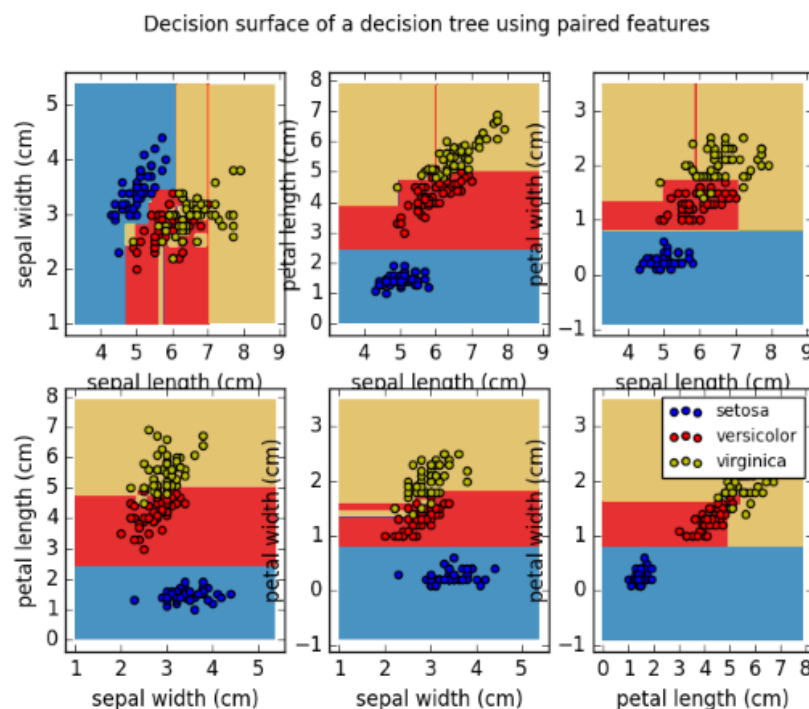 Decision surface of a decision tree using paired features
sepal width (cm)
5
4
3
2
1
4 5 6 7 8 9
sepal length (cm)
petal length (cm)
8
7
6
5
4
3
2
1
0
4 5 6 7 8 9
sepal length (cm)
petal width (cm)
3
2
1
0
−1
4 5 6 7 8 9
sepal length (cm)
petal length (cm)
8
7
6
5
4
3
2
1
0
1 2 3 4 5
sepal width (cm)
petal width (cm)
3
2
1
0
−1
1 2 3 4 5
sepal width (cm)
petal width (cm)
3
2
1
0
−1
0 1 2 3 4 5 6 7 8
petal length (cm)
setosa
versicolor
virginica